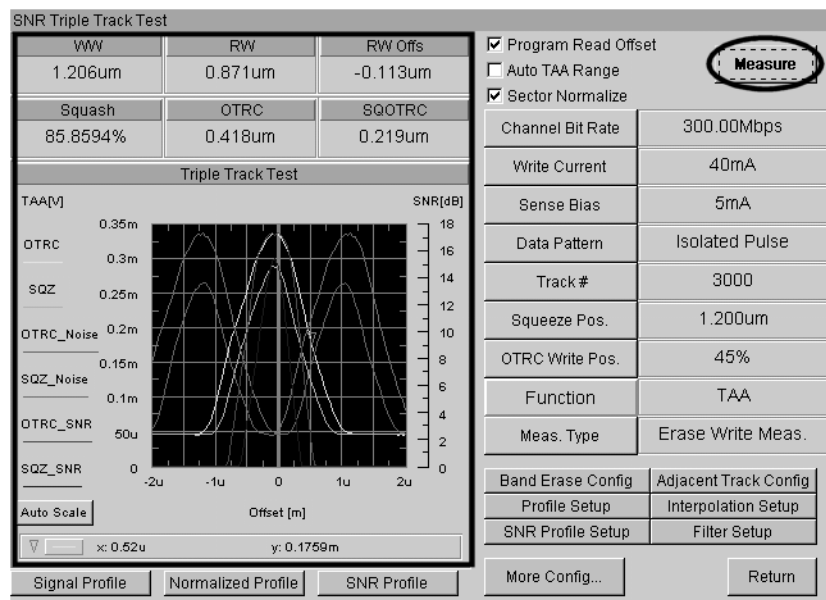 SNR Triple Track Test
WW RW RW Offs
1.206um 0.871um -0.113um
Squash OTRC SQOTRC
85.8594% 0.418um 0.219um
Triple Track Test
TAA[V] SNR[dB]
OTRC
SQZ
OTRC_Noise
SQZ_Noise
OTRC_SNR
SQZ_SNR
0.35m
0.3m
0.25m
0.2m
0.15m
0.1m
50u
0
18
16
14
12
10
8
6
4
2
0
-2u -1u 0 1u 2u
Auto Scale
Offset [m]
x: 0.52u y: 0.1759m
Signal Profile Normalized Profile SNR Profile
Program Read Offset
Auto TAA Range
Sector Normalize
Measure
Channel Bit Rate 300.00Mbps
Write Current 40mA
Sense Bias 5mA
Data Pattern Isolated Pulse
Track # 3000
Squeeze Pos. 1.200um
OTRC Write Pos. 45%
Function TAA
Meas. Type Erase Write Meas.
Band Erase Config Adjacent Track Config
Profile Setup Interpolation Setup
SNR Profile Setup Filter Setup
More Config... Return